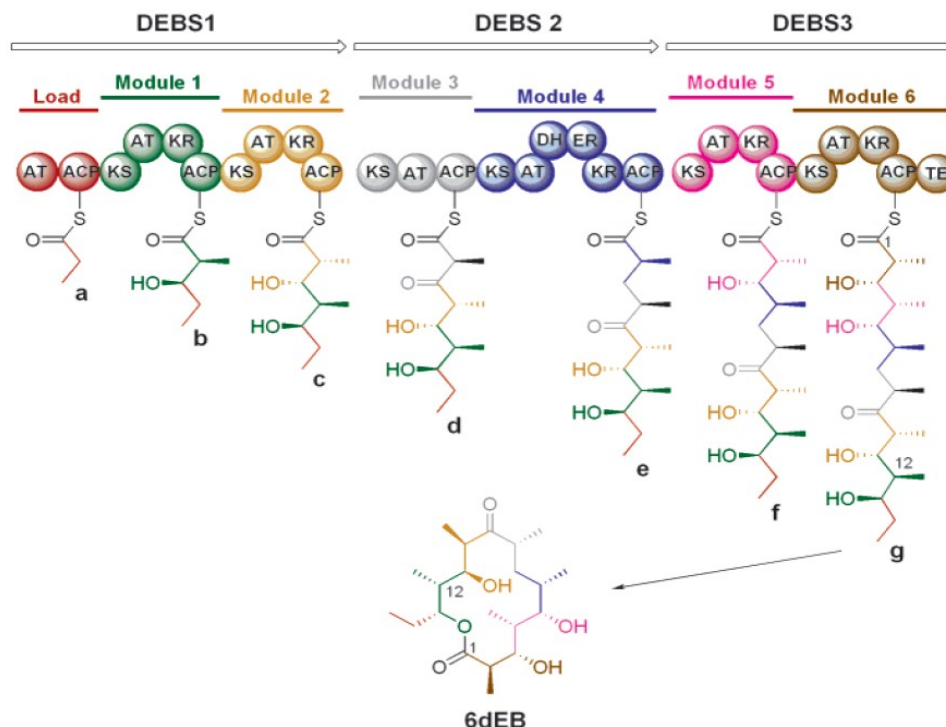 DEBS1 DEBS 2 DEBS3
Load Module 1 Module 2 Module 3 Module 4 Module 5 Module 6
AT KR AT KR DH ER AT KR AT KR
AT ACP KS ACP KS ACP KS AT ACP KS AT KR ACP KS ACP KS ACP TE
S S S S S S S
O O O O O O O 1
a HO HO O HO HO
b HO HO O HO
c HO O O
d HO HO O HO HO 12
e HO HO
f g
O
12 OH
O OH
O 1 OH
6dEB